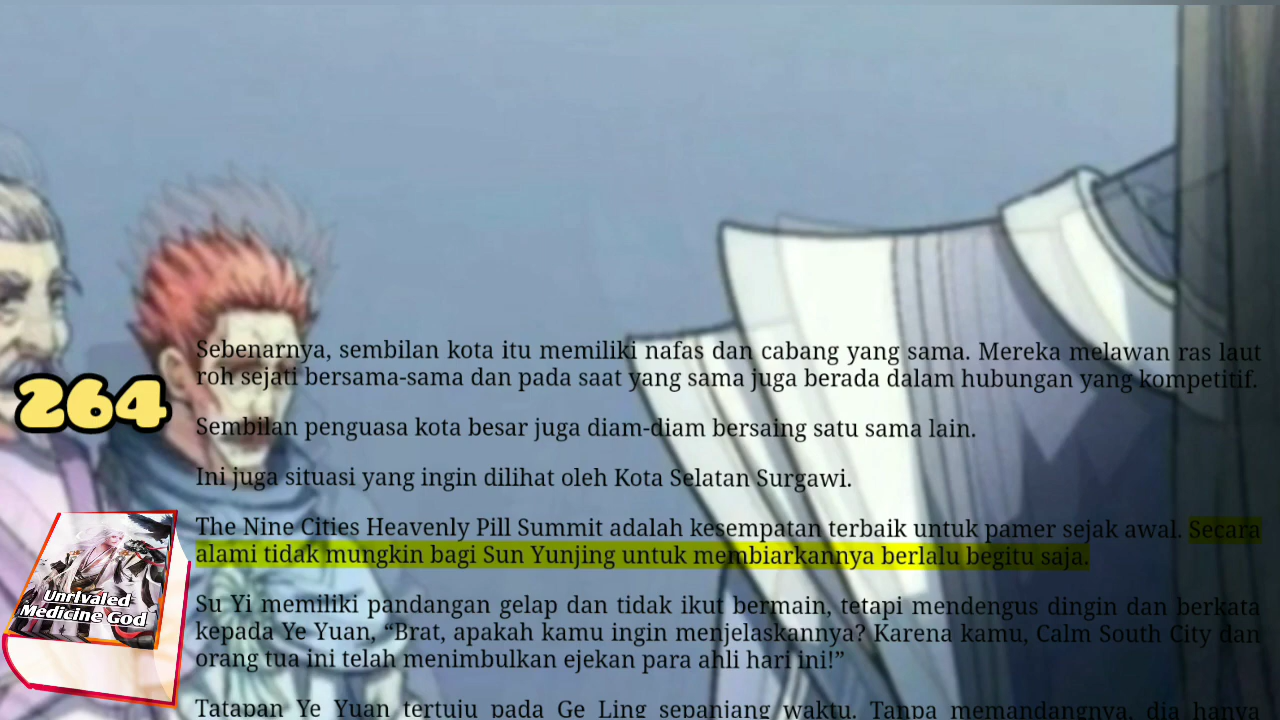 Sebenarnya, sembilan kota itu memiliki nafas dan cabang yang sama. Mereka melawan ras laut
roh sejati bersama-sama dan pada saat yang sama juga berada dalam hubungan yang kompetitif.
Sembilan penguasa kota besar juga diam-diam bersaing satu sama lain.
264
Ini juga situasi yang ingin dilihat oleh Kota Selatan Surgawi.
The Nine Cities Heavenly Pill Summit adalah kesempatan terbaik untuk pamer sejak awal. Secara
alami tidak mungkin bagi Sun Yunjing untuk membiarkannya berlalu begitu saja.
Unrivaled
Medicine God
Su Yi memiliki pandangan gelap dan tidak ikut bermain, tetapi mendengus dingin dan berkata
kepada Ye Yuan, “Brat, apakah kamu ingin menjelaskannya? Karena kamu, Calm South City dan
orang tua ini telah menimbulkan ejekan para ahli hari ini!”
Tatapan Ye Yuan tertuju pada Ge Ling sepanjang waktu. Tanpa memandangnya, dia hanya